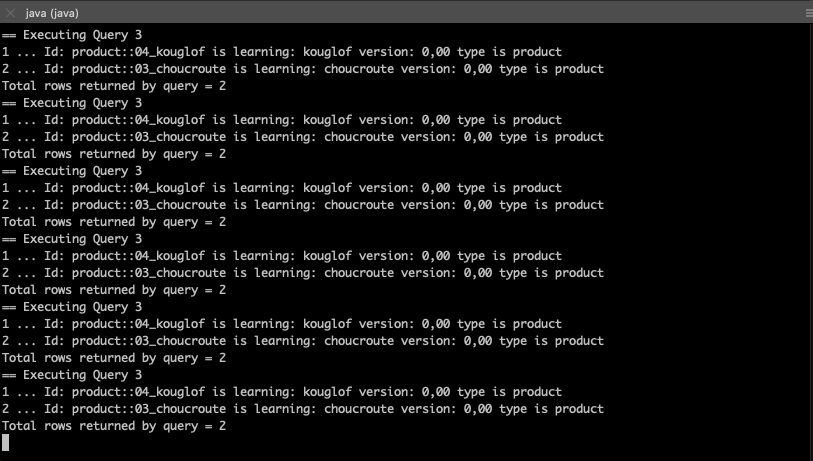 java (java)
== Executing Query 3
1 ... Id: product::04_kouglof is learning: kouglof version: 0,00 type is product
2 ... Id: product::03_choucroute is learning: choucroute version: 0,00 type is product
Total rows returned by query = 2
== Executing Query 3
1 ... Id: product::04_kouglof is learning: kouglof version: 0,00 type is product
2 ... Id: product::03_choucroute is learning: choucroute version: 0,00 type is product
Total rows returned by query = 2
== Executing Query 3
1 ... Id: product::04_kouglof is learning: kouglof version: 0,00 type is product
2 ... Id: product::03_choucroute is learning: choucroute version: 0,00 type is product
Total rows returned by query = 2
== Executing Query 3
1 ... Id: product::04_kouglof is learning: kouglof version: 0,00 type is product
2 ... Id: product::03_choucroute is learning: choucroute version: 0,00 type is product
Total rows returned by query = 2
== Executing Query 3
1 ... Id: product::04_kouglof is learning: kouglof version: 0,00 type is product
2 ... Id: product::03_choucroute is learning: choucroute version: 0,00 type is product
Total rows returned by query = 2
== Executing Query 3
1 ... Id: product::04_kouglof is learning: kouglof version: 0,00 type is product
2 ... Id: product::03_choucroute is learning: choucroute version: 0,00 type is product
Total rows returned by query = 2